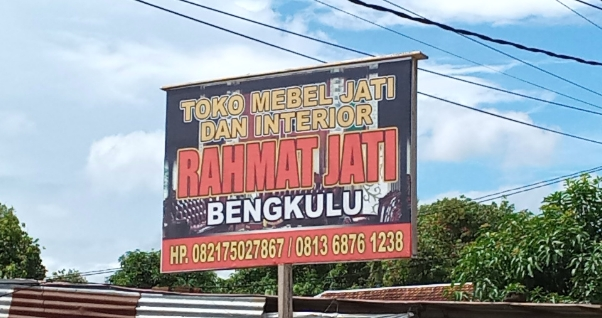 TOKO MEBEL JATI
DAN INTERIOR
RAHMAT JATI
BENGKULU
HP. 082175027867 / 0813 6876 1238